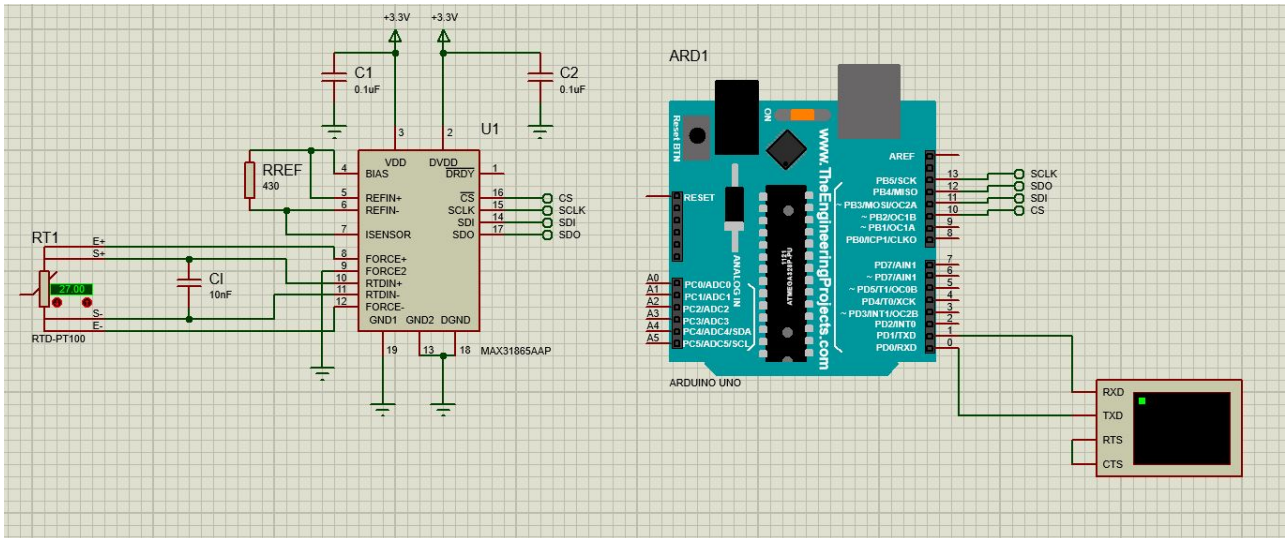 +3.3V
+3.3V
C1
0.1uF
C2
0.1uF
U1
3
2
VDD
DVDD
RREF
430
4
BIAS
5
REFIN+
6
REFIN-
7
ISENSOR
8
FORCE+
9
FORCE2
10
RTDIN+
11
RTDIN-
12
FORCE-
DRDY
1
CS
16
CS
SCLK
15
SCLK
SDI
14
SDI
SDO
17
SDO
GND1
GND2
DGND
19
13
18
MAX31865AAP
RT1
E+
S+
27.00
S-
E-
RTD-PT100
CI
10nF
ARD1
Reset BTN
ON
www.TheEngineeringProjects.com
RESET
ANALOG IN
ATMEGA328P-PU
1121
A0
PC0/ADC0
A1
PC1/ADC1
A2
PC2/ADC2
A3
PC3/ADC3
A4
PC4/ADC4/SDA
A5
PC5/ADC5/SCL
AREF
PB5/SCK
13
SCLK
PB4/MISO
12
SDO
~ PB3/MOSI/OC2A
11
SDI
~ PB2/OC1B
10
CS
~ PB1/OC1A
9
PB0/ICP1/CLKO
8
PD7/AIN1
7
~ PD7/AIN1
6
~ PD5/T1/OC0B
5
PD4/T0/XCK
4
~ PD3/INT1/OC2B
3
PD2/INT0
2
PD1/TXD
1
PD0/RXD
0
ARDUINO UNO
RXD
TXD
RTS
CTS